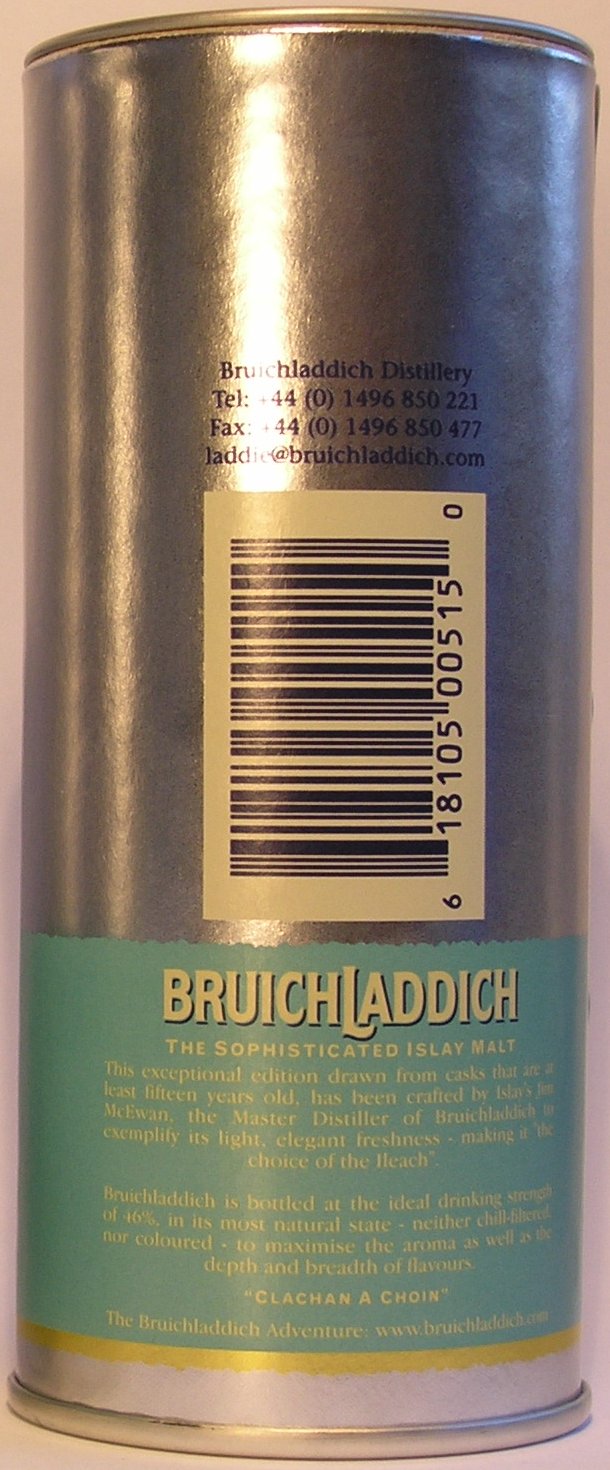 Bruichladdich Distillery
Tel: +44 (0) 1496 850 221
Fax: +44 (0) 1496 850 477
laddie@bruichladdich.com
6 18105 00515 0
BRUICHLADDICH
THE SOPHISTICATED ISLAY MALT
This exceptional edition drawn from casks that are at
least fifteen years old, has been crafted by Islay's Jim
McEwan, the Master Distiller of Bruichladdich to
exemplify its light, elegant freshness - making it "the
choice of the Ileach".
Bruichladdich is bottled at the ideal drinking strength
of 46%, in its most natural state - neither chill-filtered,
nor coloured - to maximise the aroma as well as the
depth and breadth of flavours.
"CLACHAN A CHOIN"
The Bruichladdich Adventure: www.bruichladdich.com